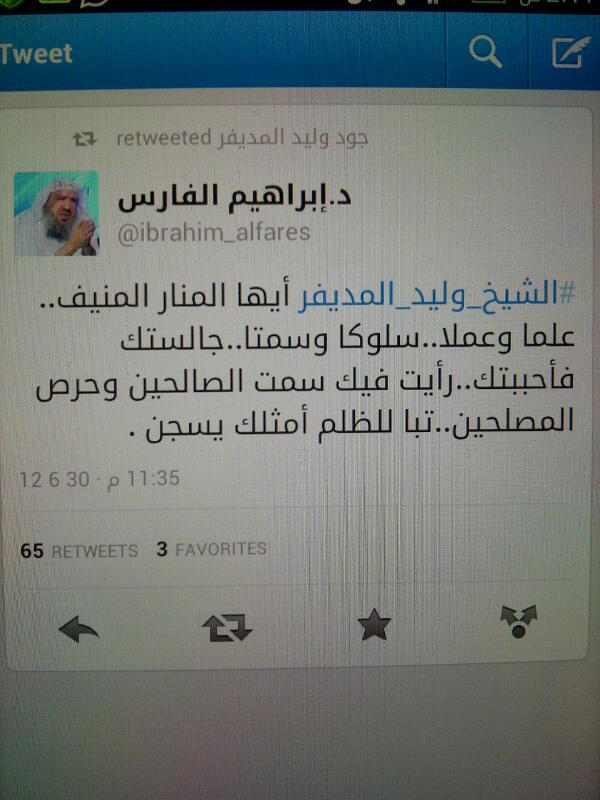 Tweet
جود وليد المديفر retweeted
د.إبراهيم الفارس
@ibrahim_alfares
#الشيخ_وليد_المديفر أيها المنار المنيف..
علما وعملا..سلوكا وسمتا..جالستك
فأحببتك..رأيت فيك سمت الصالحين وحرص
المصلحين..تبا للظلم أمثلك يسجن .
11:35 م · 30 6 12
65 RETWEETS 3 FAVORITES